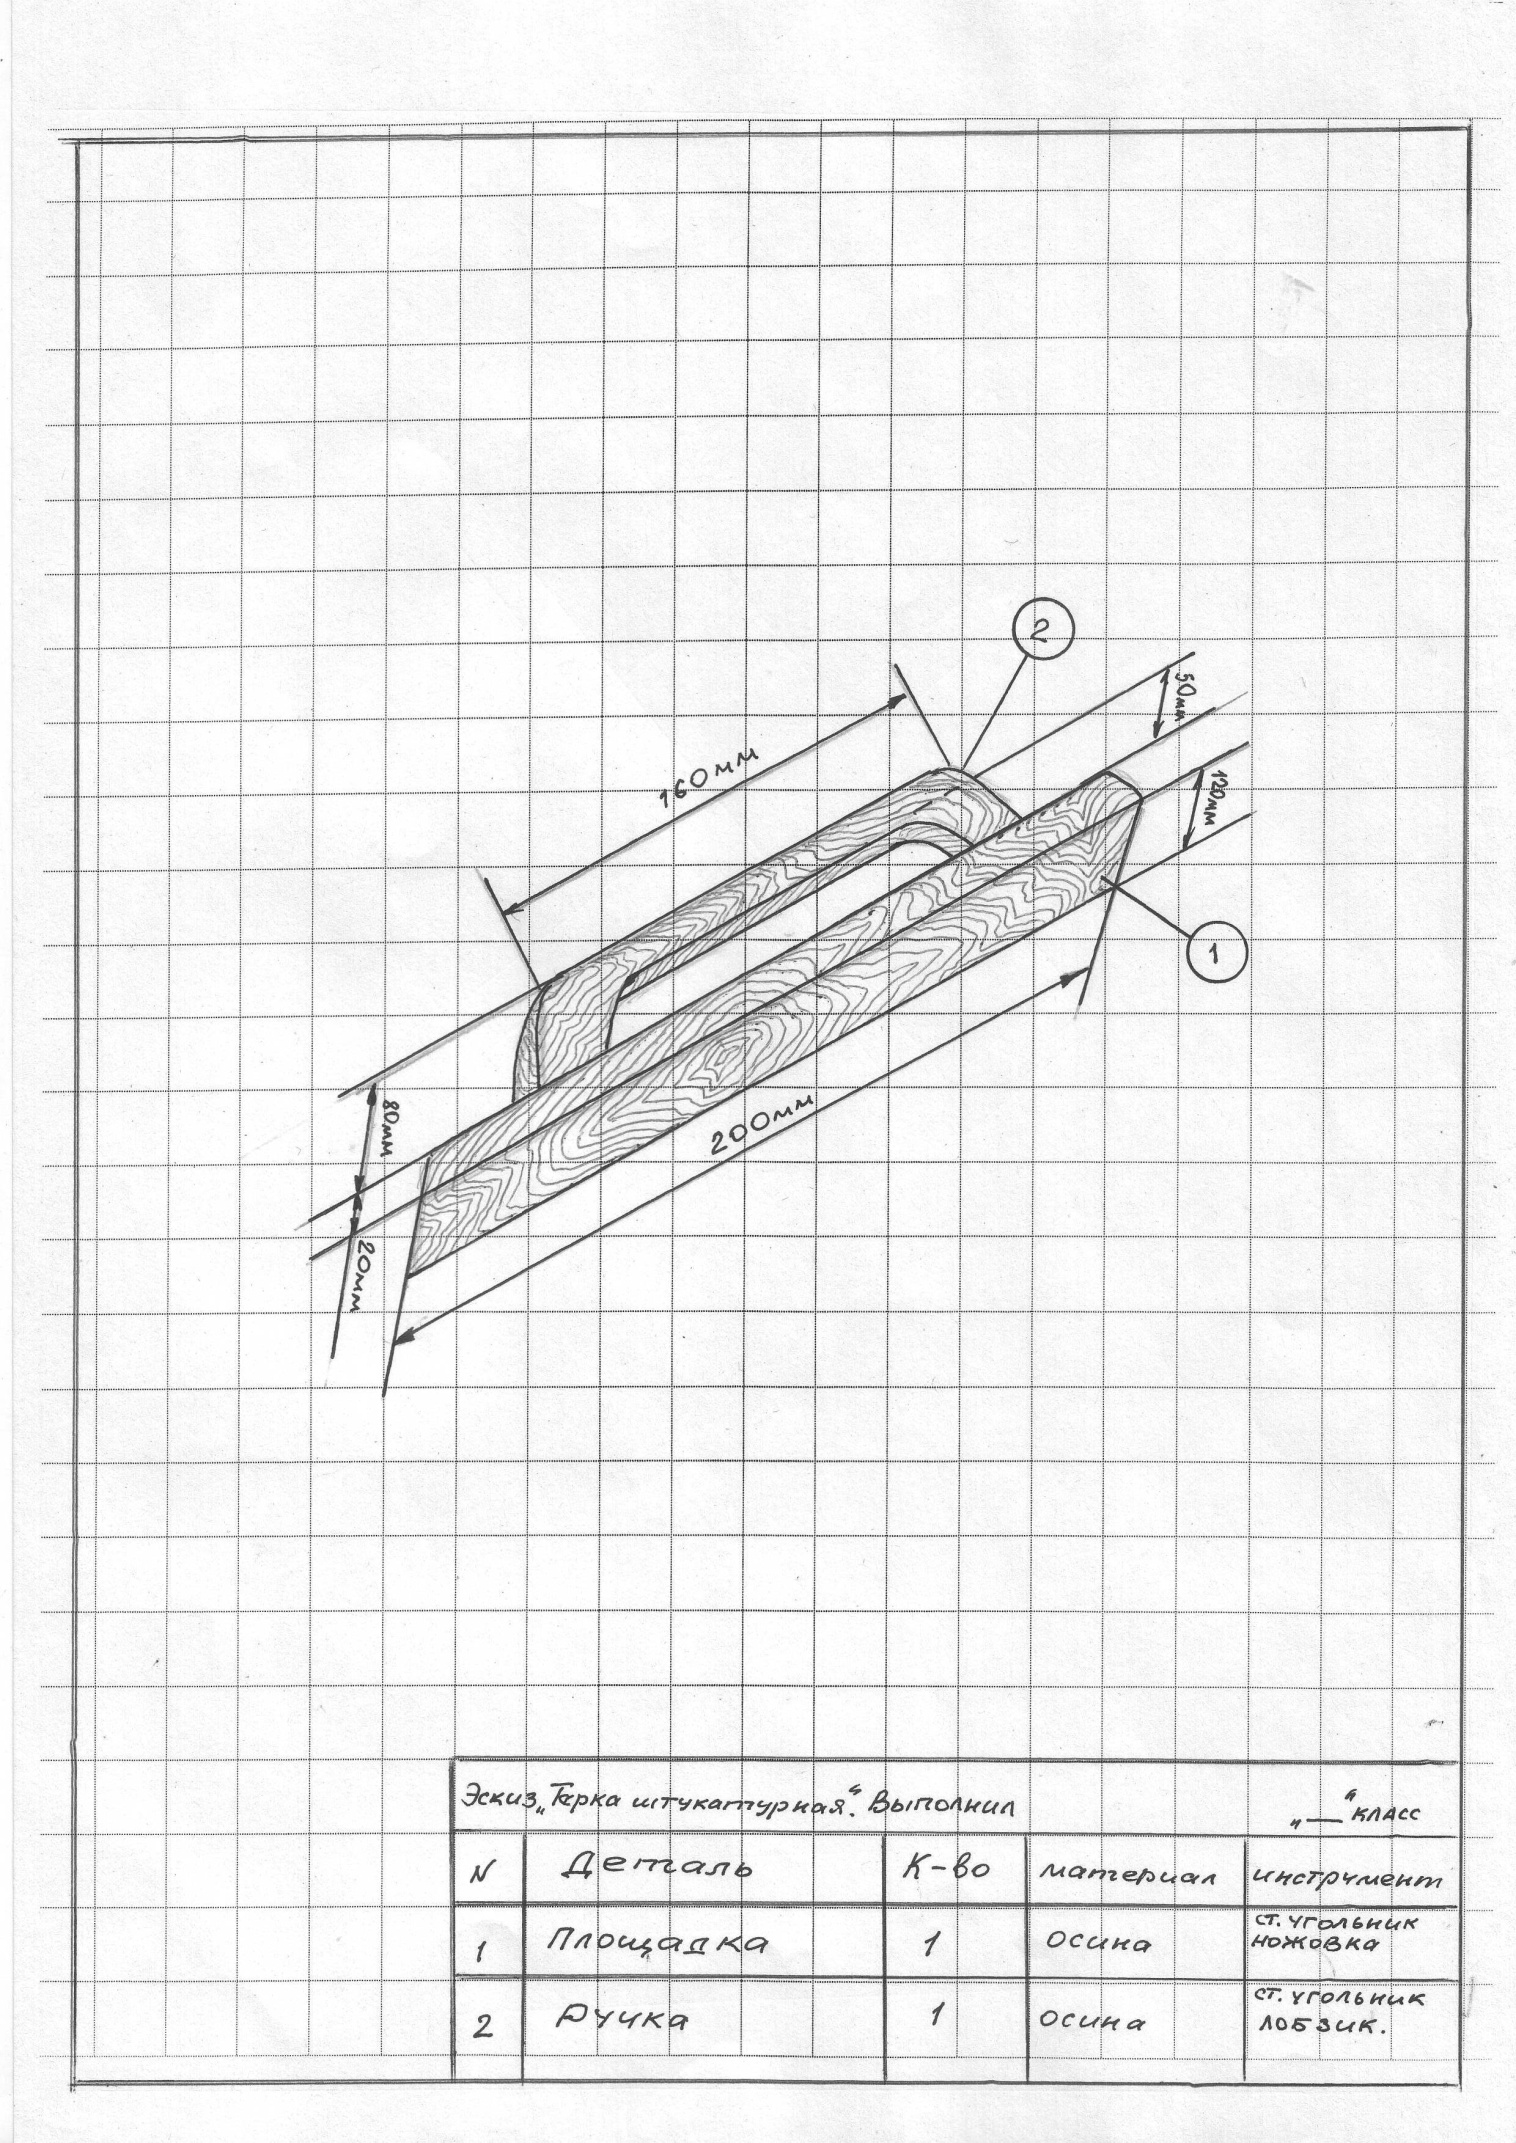 2
50мм
160мм
120мм
1
80мм
200мм
20мм
Эскиз „Терка штукатурная.“ Выполнил „__“ класс
N Деталь К-во материал инструмент
1 Площадка 1 осина ст. угольник
ножовка
2 Ручка 1 осина ст. угольник
лобзик.